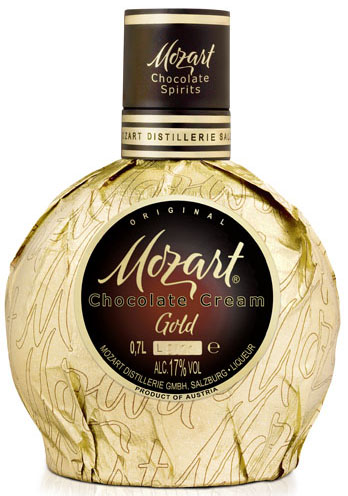 Mozart
Chocolate
Spirits
MOZART DISTILLERIE SAL
ORIGINAL
Mozart®
Chocolate Cream
Gold
0,7L e
ALC. 17% VOL
MOZART DISTILLERIE GMBH, SALZBURG · LIQUEUR
PRODUCT OF AUSTRIA